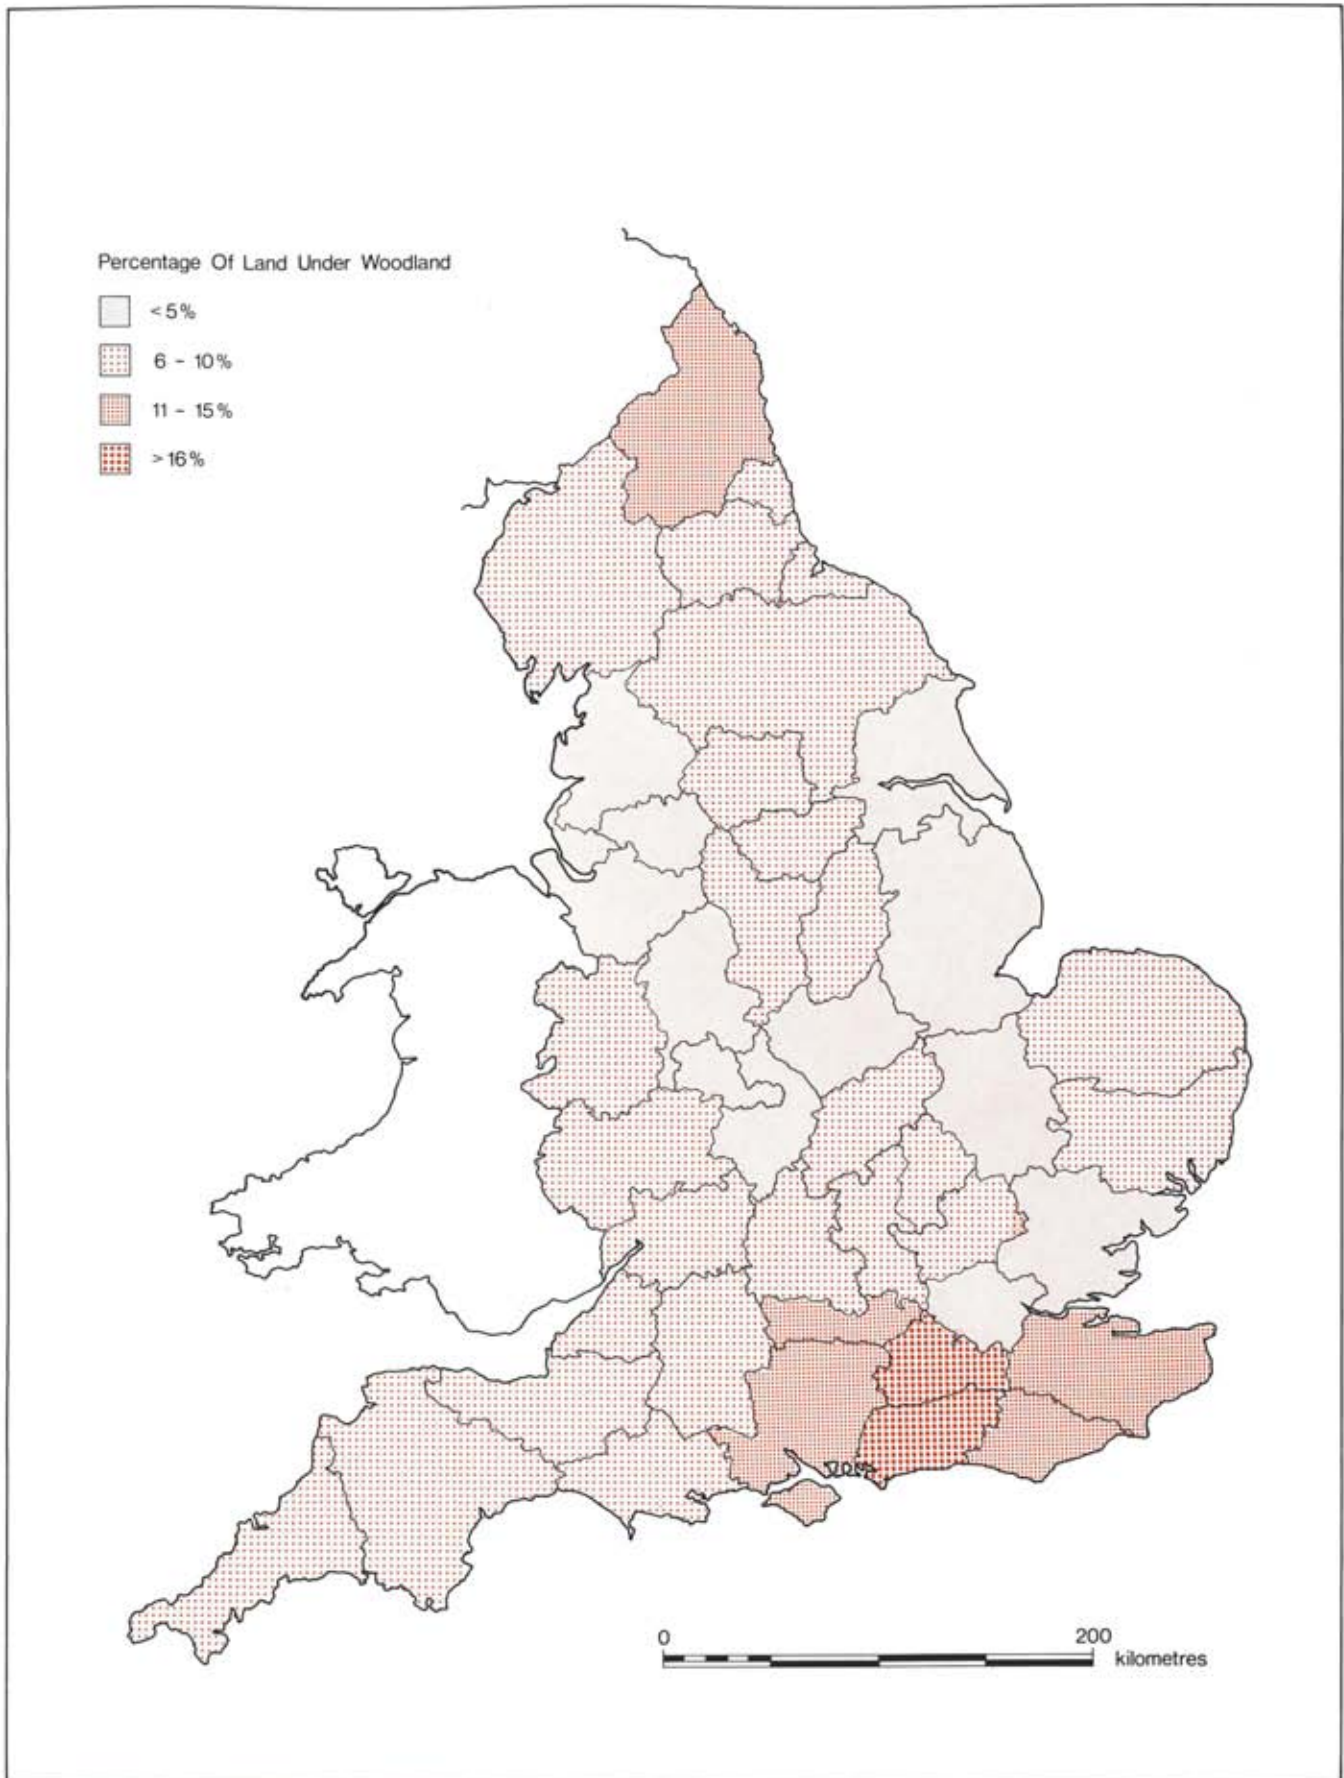 Percentage Of Land Under Woodland
<5%
6 - 10%
11 - 15%
>16%
0 200
kilometres